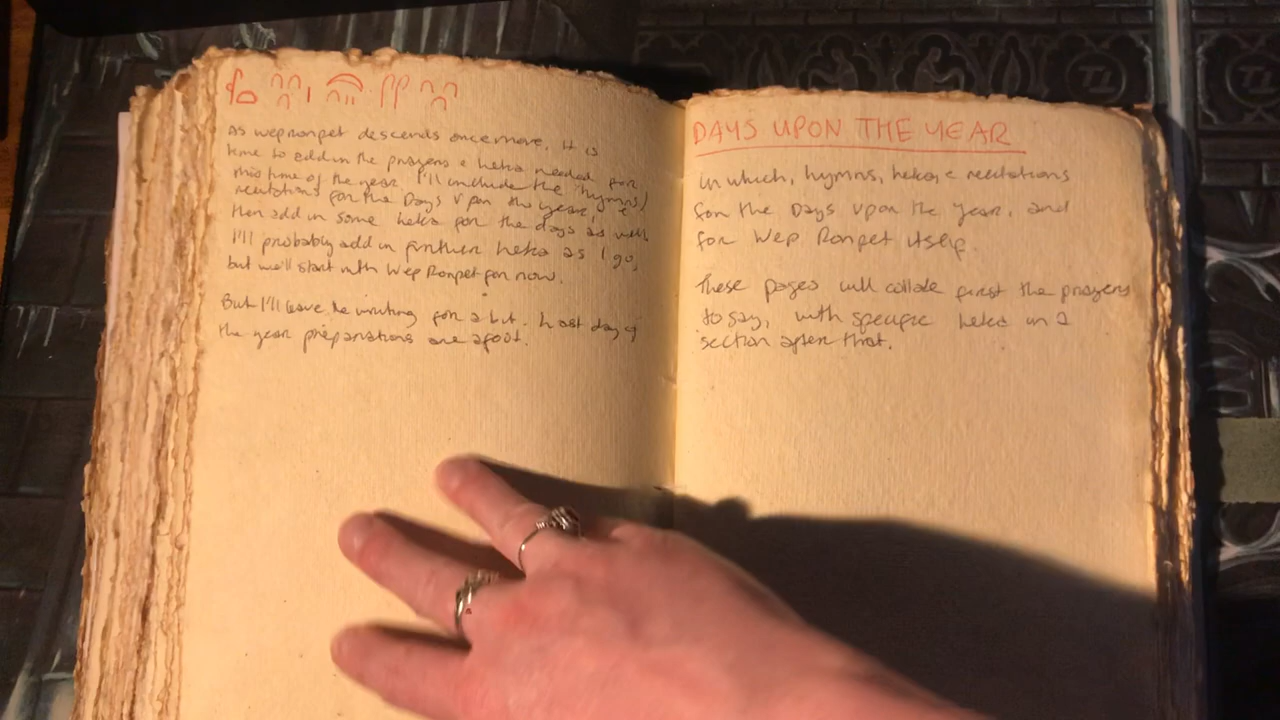 As Wep Ronpet descends once more, it is
time to add in the prayers & heka needed for
this time of the year. I'll include the hymns/
recitations for the Days Upon the Year, &
then add in some heka for the days as well.
I'll probably add in further heka as I go,
but we'll start with Wep Ronpet for now.
But I'll leave the writing for a bit. Last day of
the year preparations are afoot.
DAYS UPON THE YEAR
In which, hymns, heka, & recitations
for the Days Upon the Year, and
for Wep Ronpet itself.
These pages will collate first the prayers
to say, with specific heka in a
section after that.